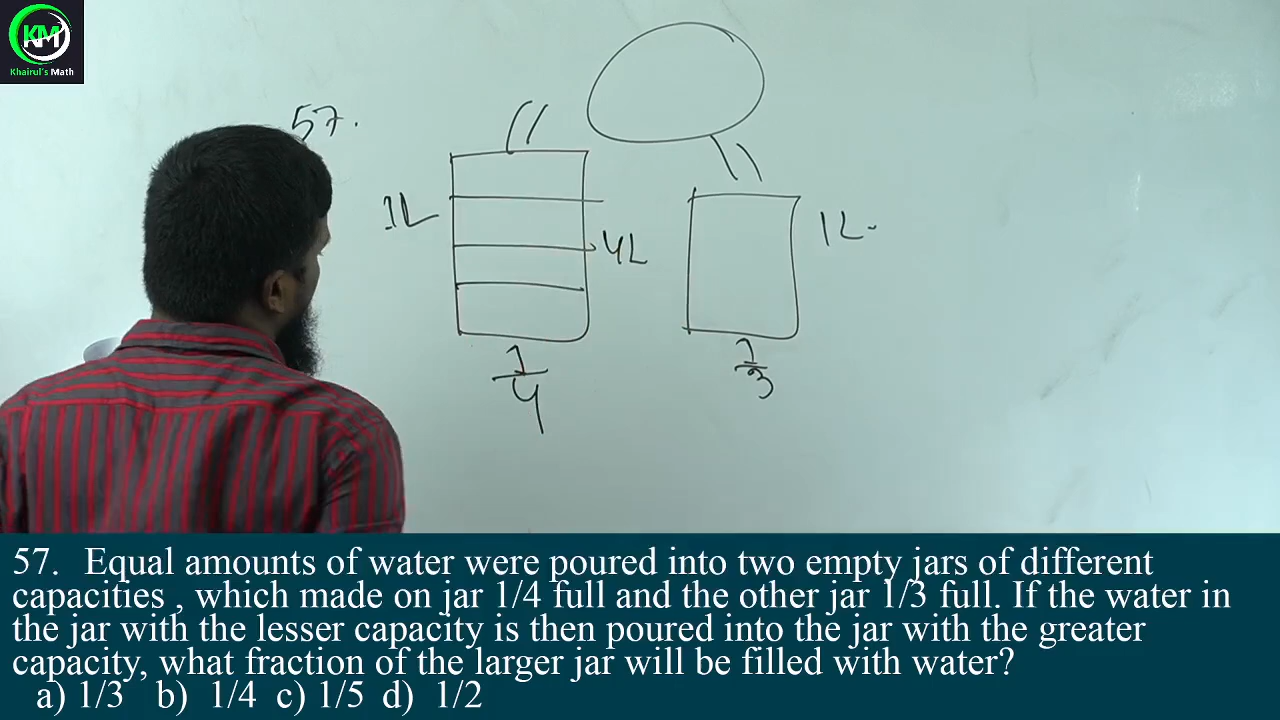 KM
Khairul's Math
57.
1L
4L
1L.
1/4
1/3
57. Equal amounts of water were poured into two empty jars of different
capacities , which made on jar 1/4 full and the other jar 1/3 full. If the water in
the jar with the lesser capacity is then poured into the jar with the greater
capacity, what fraction of the larger jar will be filled with water?
a) 1/3 b) 1/4 c) 1/5 d) 1/2